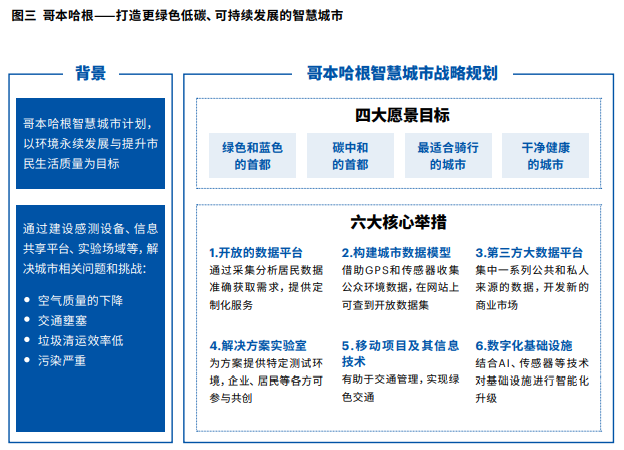 图三 哥本哈根——打造更绿色低碳、可持续发展的智慧城市
背景
哥本哈根智慧城市计划，
以环境永续发展与提升市
民生活质量为目标
通过建设感测设备、信息
共享平台、实验场域等，解
决城市相关问题和挑战：
● 空气质量的下降
● 交通壅塞
● 垃圾清运效率低
● 污染严重
哥本哈根智慧城市战略规划
四大愿景目标
绿色和蓝色
的首都
碳中和
的首都
最适合骑行
的城市
干净健康
的城市
六大核心举措
1.开放的数据平台
通过采集分析居民数据
准确获取需求，提供定
制化服务
2.构建城市数据模型
借助GPS和传感器收集
公众环境数据，在网站上
可查到开放数据集
3.第三方大数据平台
集中一系列公共和私人
来源的数据，开发新的
商业市场
4.解决方案实验室
为方案提供特定测试环
境，企业、居民等各方可
参与共创
5.移动项目及其信息
技术
有助于交通管理，实现绿
色交通
6.数字化基础设施
结合AI、传感器等技术
对基础设施进行智能化
升级